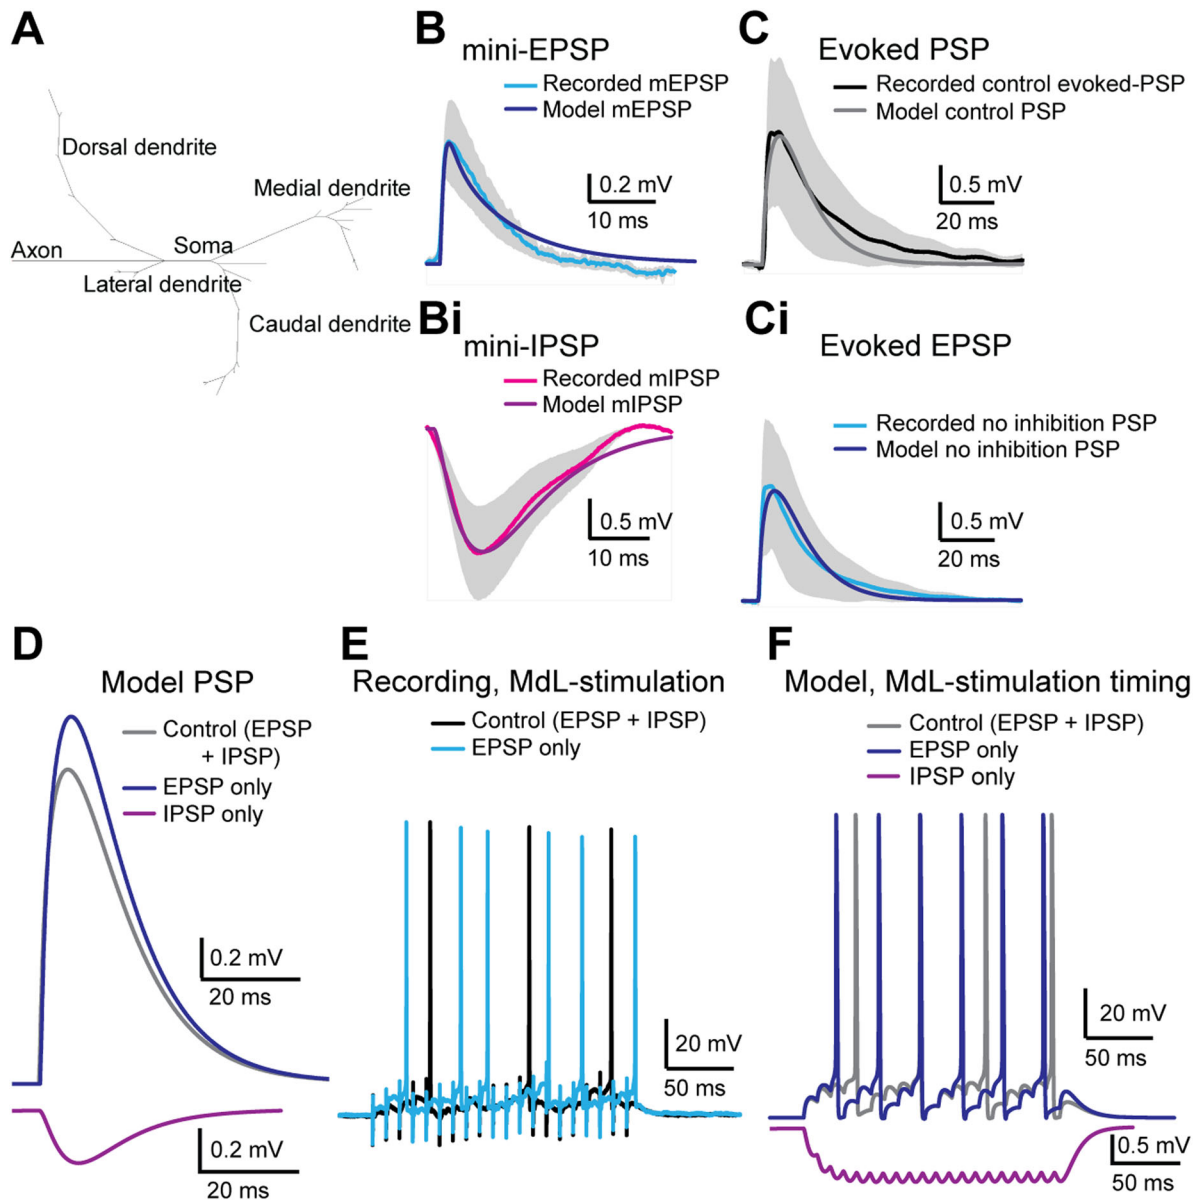 A
Dorsal dendrite
Medial dendrite
Axon
Soma
Lateral dendrite
Caudal dendrite
B
mini-EPSP
Recorded mEPSP
Model mEPSP
0.2 mV
10 ms
C
Evoked PSP
Recorded control evoked-PSP
Model control PSP
0.5 mV
20 ms
Bi
mini-IPSP
Recorded mIPSP
Model mIPSP
0.5 mV
10 ms
Ci
Evoked EPSP
Recorded no inhibition PSP
Model no inhibition PSP
0.5 mV
20 ms
D
Model PSP
Control (EPSP
+ IPSP)
EPSP only
IPSP only
0.2 mV
20 ms
0.2 mV
20 ms
E
Recording, MdL-stimulation
Control (EPSP + IPSP)
EPSP only
20 mV
50 ms
F
Model, MdL-stimulation timing
Control (EPSP + IPSP)
EPSP only
IPSP only
20 mV
50 ms
0.5 mV
50 ms